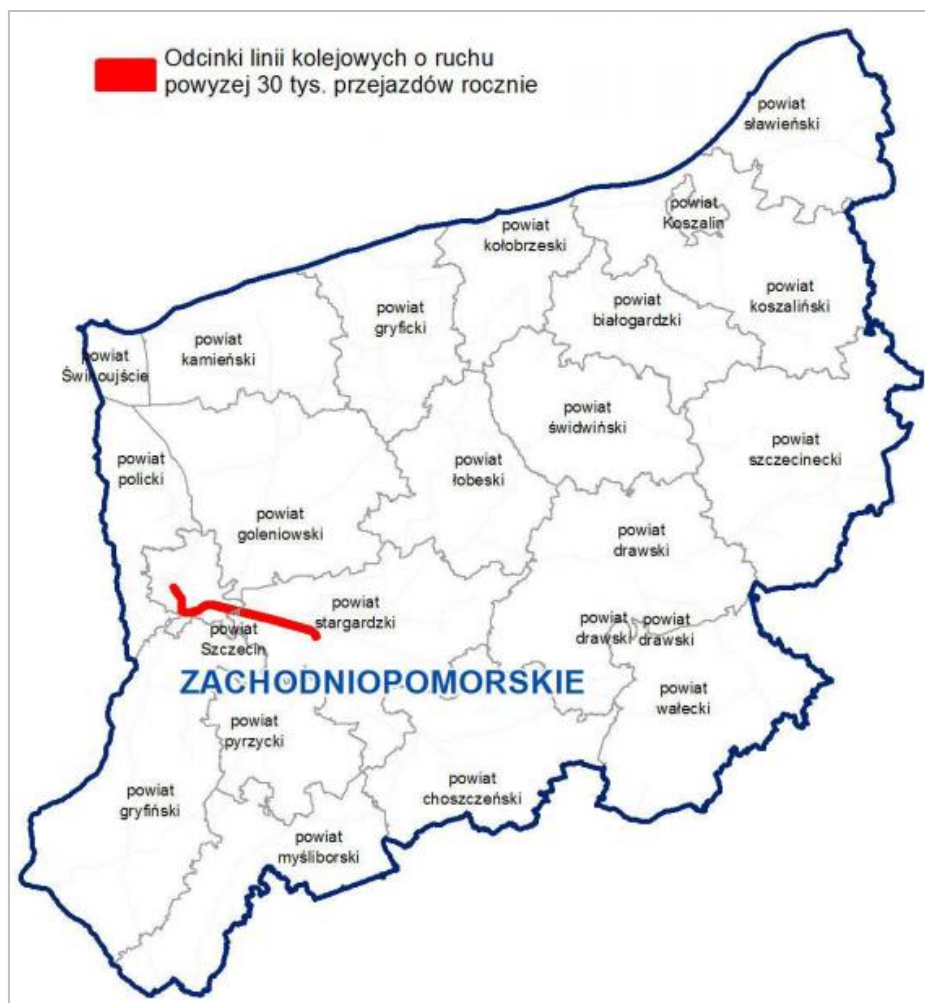 Odcinki linii kolejowych o ruchu
powyzej 30 tys. przejazdów rocznie
powiat
sławieński
powiat
Koszalin
powiat
kołobrzeski
powiat
koszaliński
powiat
białogardzki
powiat
gryficki
powiat
kamieński
powiat
Świnoujście
powiat
świdwiński
powiat
szczecinecki
powiat
policki
powiat
łobeski
powiat
goleniowski
powiat
drawski
powiat
stargardzki
powiat
drawski
powiat
drawski
powiat
Szczecin
ZACHODNIOPOMORSKIE
powiat
wałecki
powiat
pyrzycki
powiat
choszczeński
powiat
gryfiński
powiat
myśliborski